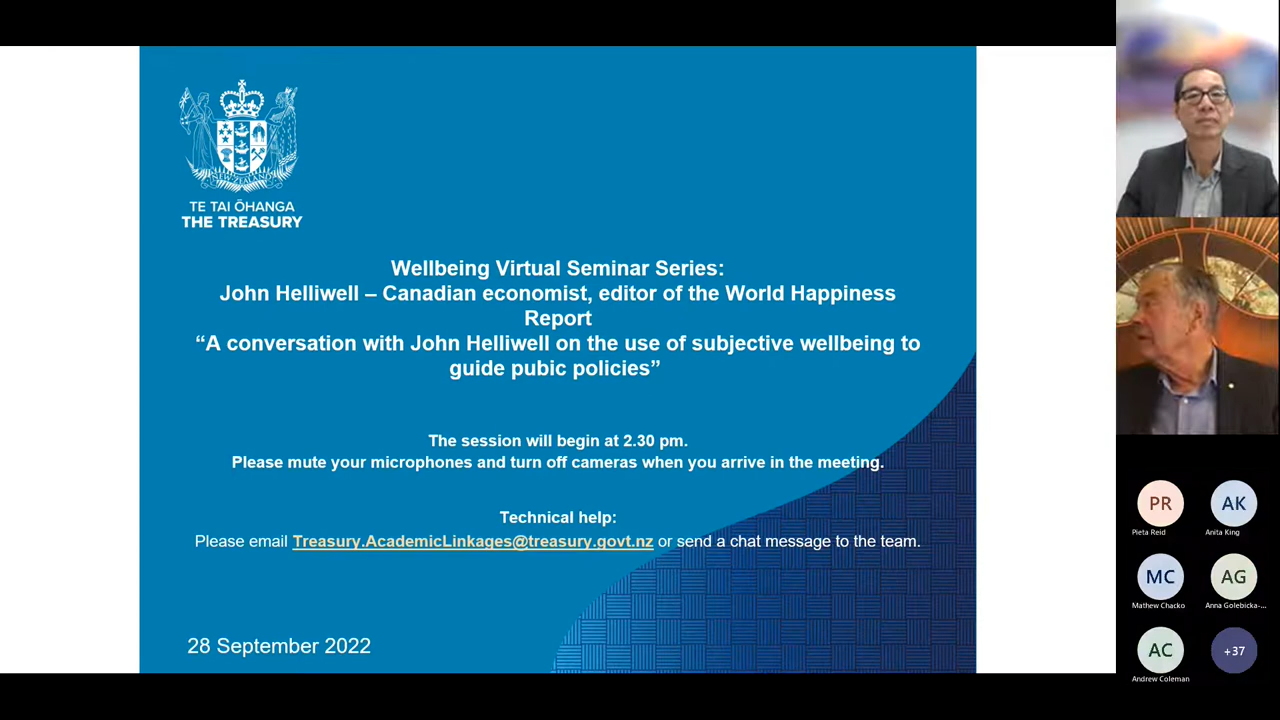 NEW ZEALAND
TE TAI ŌHANGA
THE TREASURY
Wellbeing Virtual Seminar Series:
John Helliwell – Canadian economist, editor of the World Happiness
Report
“A conversation with John Helliwell on the use of subjective wellbeing to
guide pubic policies”
The session will begin at 2.30 pm.
Please mute your microphones and turn off cameras when you arrive in the meeting.
Technical help:
Please email Treasury.AcademicLinkages@treasury.govt.nz or send a chat message to the team.
28 September 2022
PR
AK
Pieta Reid
Anita King
MC
AG
Mathew Chacko
Anna Golebicka-...
AC
+37
Andrew Coleman